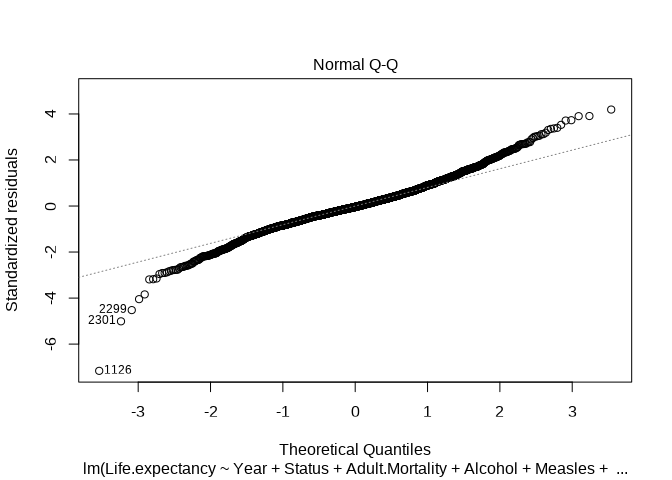 Normal Q-Q
Standardized residuals
4
2
0
-2
-4
-6
2299
2301
1126
-3 -2 -1 0 1 2 3
Theoretical Quantiles
lm(Life.expectancy ~ Year + Status + Adult.Mortality + Alcohol + Measles + ...